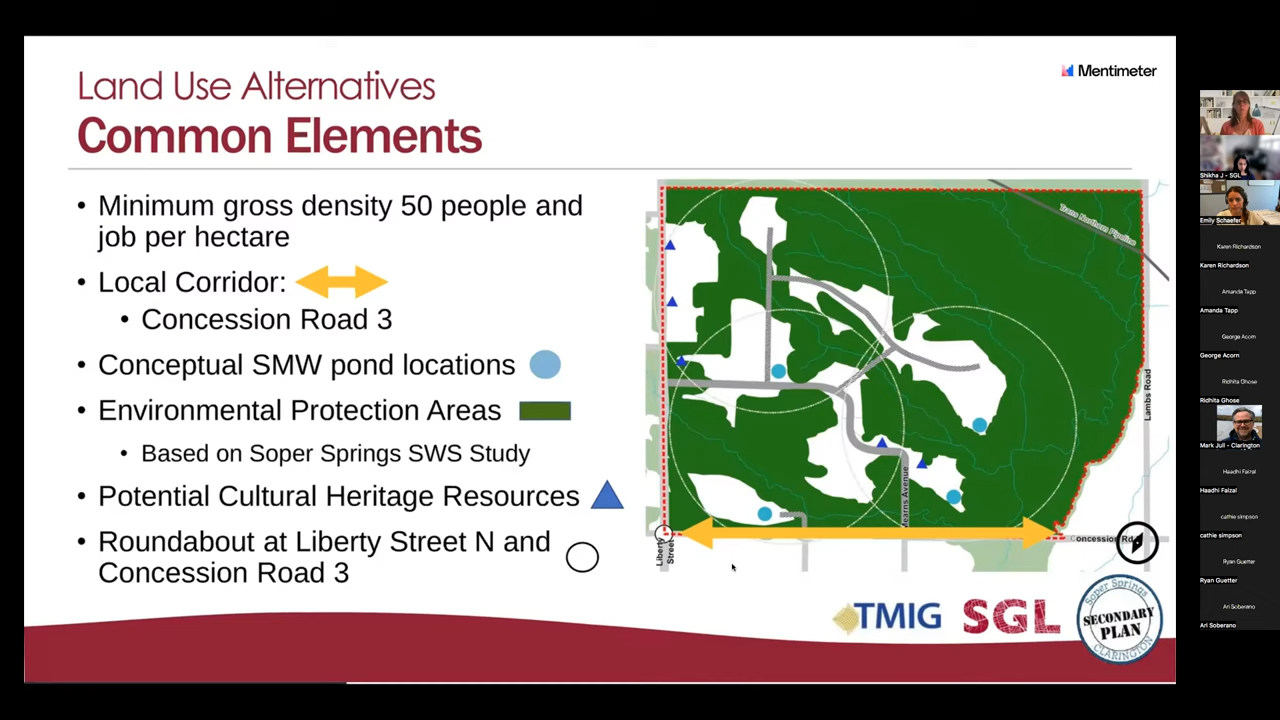 Land Use Alternatives
Mentimeter
Common Elements
• Minimum gross density 50 people and
job per hectare
• Local Corridor:
• Concession Road 3
• Conceptual SMW pond locations
• Environmental Protection Areas
• Based on Soper Springs SWS Study
• Potential Cultural Heritage Resources
• Roundabout at Liberty Street N and
Concession Road 3
Trans Northern Pipeline
Lambs Road
Mearns Avenue
Liberty
Street
Concession Rd
TMIG
SGL
Soper Springs
SECONDARY
PLAN
CLARINGTON
Shikha J - SGL
Emily Schaefer
Karen Richardson
Karen Richardson
Amanda Tapp
Amanda Tapp
George Acorn
George Acorn
Ridhita Ghose
Ridhita Ghose
Mark Jull - Clarington
Haadhi Faizal
Haadhi Faizal
cathie simpson
cathie simpson
Ryan Guetter
Ryan Guetter
Ari Soberano
Ari Soberano